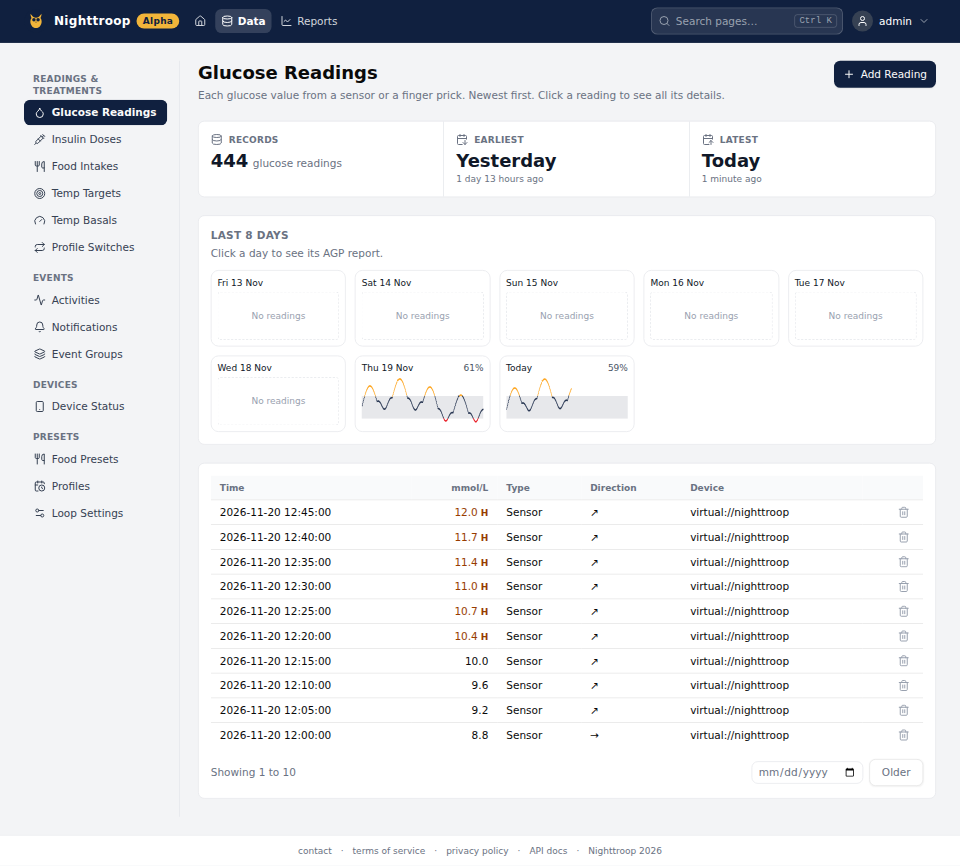 Nighttroop Alpha Data Reports Search pages... Ctrl K admin
READINGS &
TREATMENTS
Glucose Readings
Insulin Doses
Food Intakes
Temp Targets
Temp Basals
Profile Switches
EVENTS
Activities
Notifications
Event Groups
DEVICES
Device Status
PRESETS
Food Presets
Profiles
Loop Settings
Glucose Readings
Add Reading
Each glucose value from a sensor or a finger prick. Newest first. Click a reading to see all its details.
RECORDS
444 glucose readings
EARLIEST
Yesterday
1 day 13 hours ago
LATEST
Today
1 minute ago
LAST 8 DAYS
Click a day to see its AGP report.
Fri 13 Nov
No readings
Sat 14 Nov
No readings
Sun 15 Nov
No readings
Mon 16 Nov
No readings
Tue 17 Nov
No readings
Wed 18 Nov
No readings
Thu 19 Nov 61%
Today 59%
Time mmol/L Type Direction Device
2026-11-20 12:45:00 12.0 H Sensor ↗ virtual://nighttroop
2026-11-20 12:40:00 11.7 H Sensor ↗ virtual://nighttroop
2026-11-20 12:35:00 11.4 H Sensor ↗ virtual://nighttroop
2026-11-20 12:30:00 11.0 H Sensor ↗ virtual://nighttroop
2026-11-20 12:25:00 10.7 H Sensor ↗ virtual://nighttroop
2026-11-20 12:20:00 10.4 H Sensor ↗ virtual://nighttroop
2026-11-20 12:15:00 10.0 Sensor ↗ virtual://nighttroop
2026-11-20 12:10:00 9.6 Sensor ↗ virtual://nighttroop
2026-11-20 12:05:00 9.2 Sensor ↗ virtual://nighttroop
2026-11-20 12:00:00 8.8 Sensor → virtual://nighttroop
Showing 1 to 10 mm/dd/yyyy Older
contact · terms of service · privacy policy · API docs · Nighttroop 2026